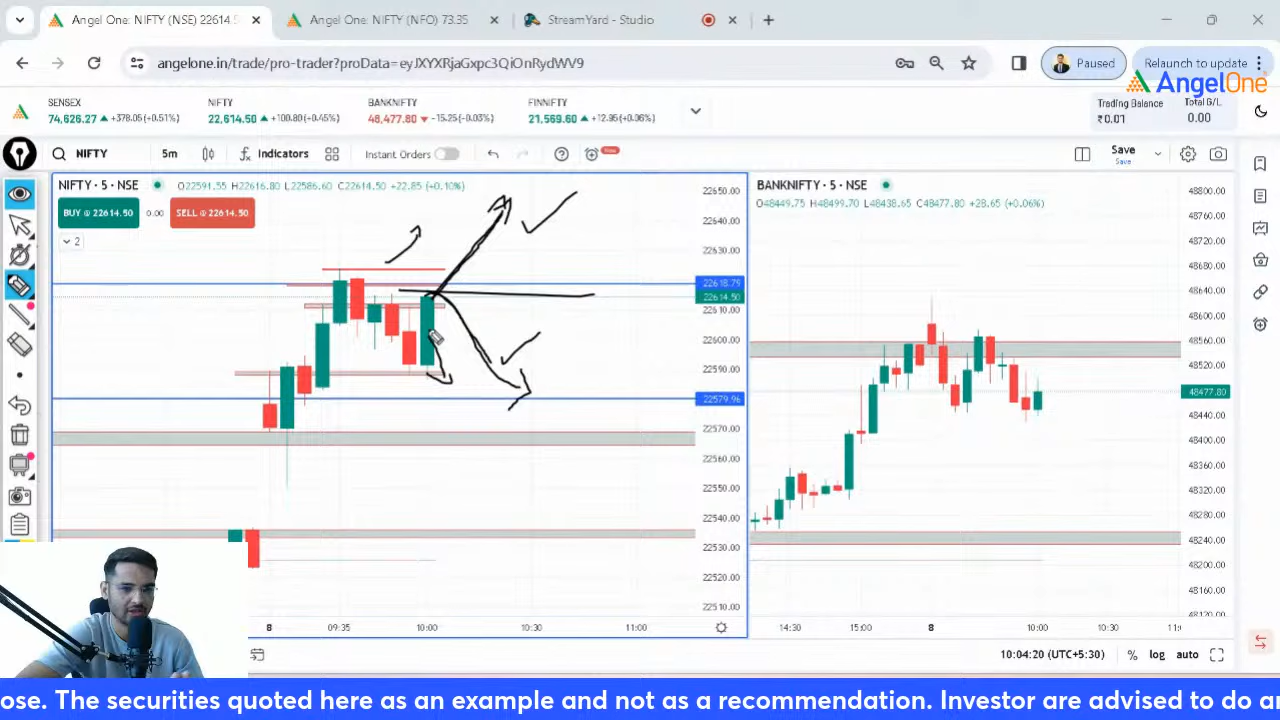 Angel One: NIFTY (NSE) 22614.5
Angel One: NIFTY (NFO) 73.35
StreamYard - Studio
angelone.in/trade/pro-trader?proData=eyJXYXRjaGxpc3QiOnRydWV9
Paused
Relaunch to update
AngelOne
SENSEX
74,626.27 +378.05(+0.51%)
NIFTY
22,614.50 +100.80(+0.45%)
BANKNIFTY
48,477.80 -15.25(-0.03%)
FINNIFTY
21,569.60 +12.95(+0.06%)
Trading Balance
₹0.01
Total G/L
0.00
NIFTY
5m
Indicators
Instant Orders
New
Save
Save
NIFTY · 5 · NSE
O22591.55 H22616.80 L22586.60 C22614.50 +22.85 (+0.10%)
BUY @ 22614.50
0.00
SELL @ 22614.50
2
22650.00
22640.00
22630.00
22618.79
22614.50
22610.00
22600.00
22590.00
22579.96
22570.00
22560.00
22550.00
22540.00
22530.00
22520.00
22510.00
8
09:35
10:00
10:30
11:00
BANKNIFTY · 5 · NSE
O48449.75 H48499.70 L48438.65 C48477.80 +28.65 (+0.06%)
48800.00
48760.00
48720.00
48680.00
48640.00
48600.00
48560.00
48520.00
48477.80
48440.00
48400.00
48360.00
48320.00
48280.00
48240.00
48200.00
48160.00
48120.00
14:30
15:00
8
10:00
10:30
10:04:20 (UTC+5:30)
%
log
auto
ose. The securities quoted here as an example and not as a recommendation. Investor are advised to do a